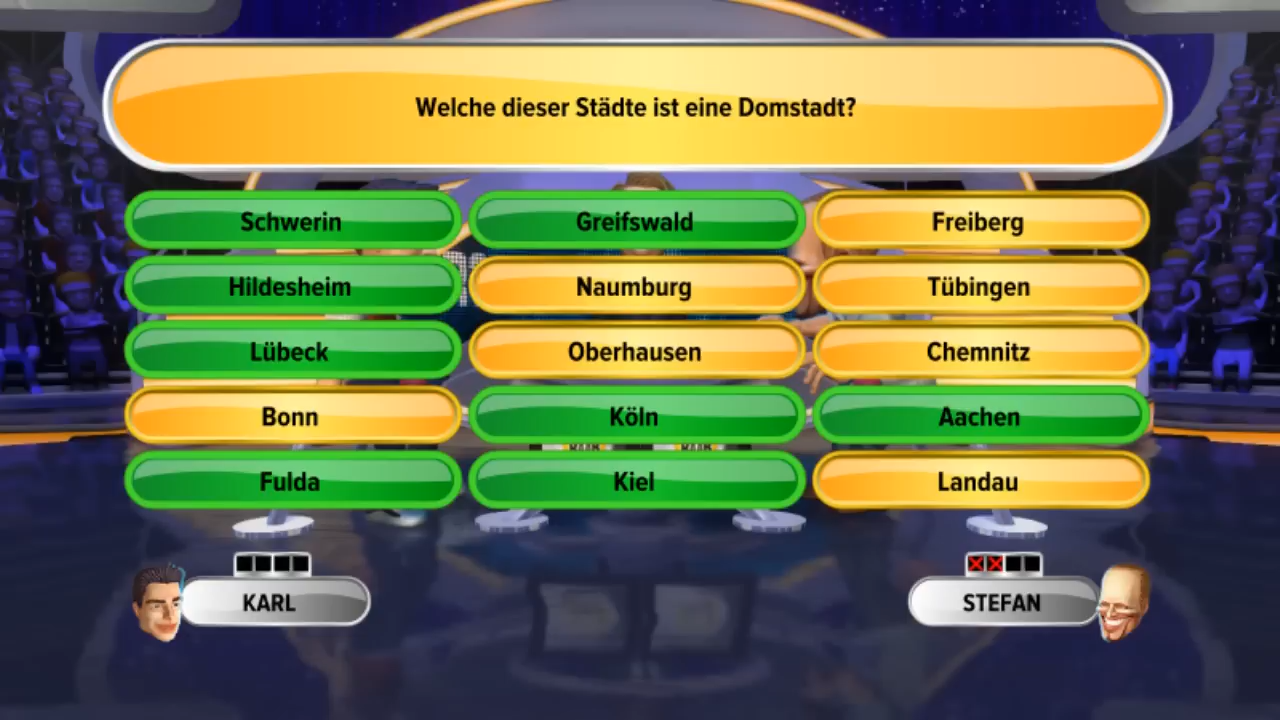 Welche dieser Städte ist eine Domstadt?
Schwerin
Greifswald
Freiberg
Hildesheim
Naumburg
Tübingen
Lübeck
Oberhausen
Chemnitz
Bonn
Köln
Aachen
Fulda
Kiel
Landau
KARL
STEFAN